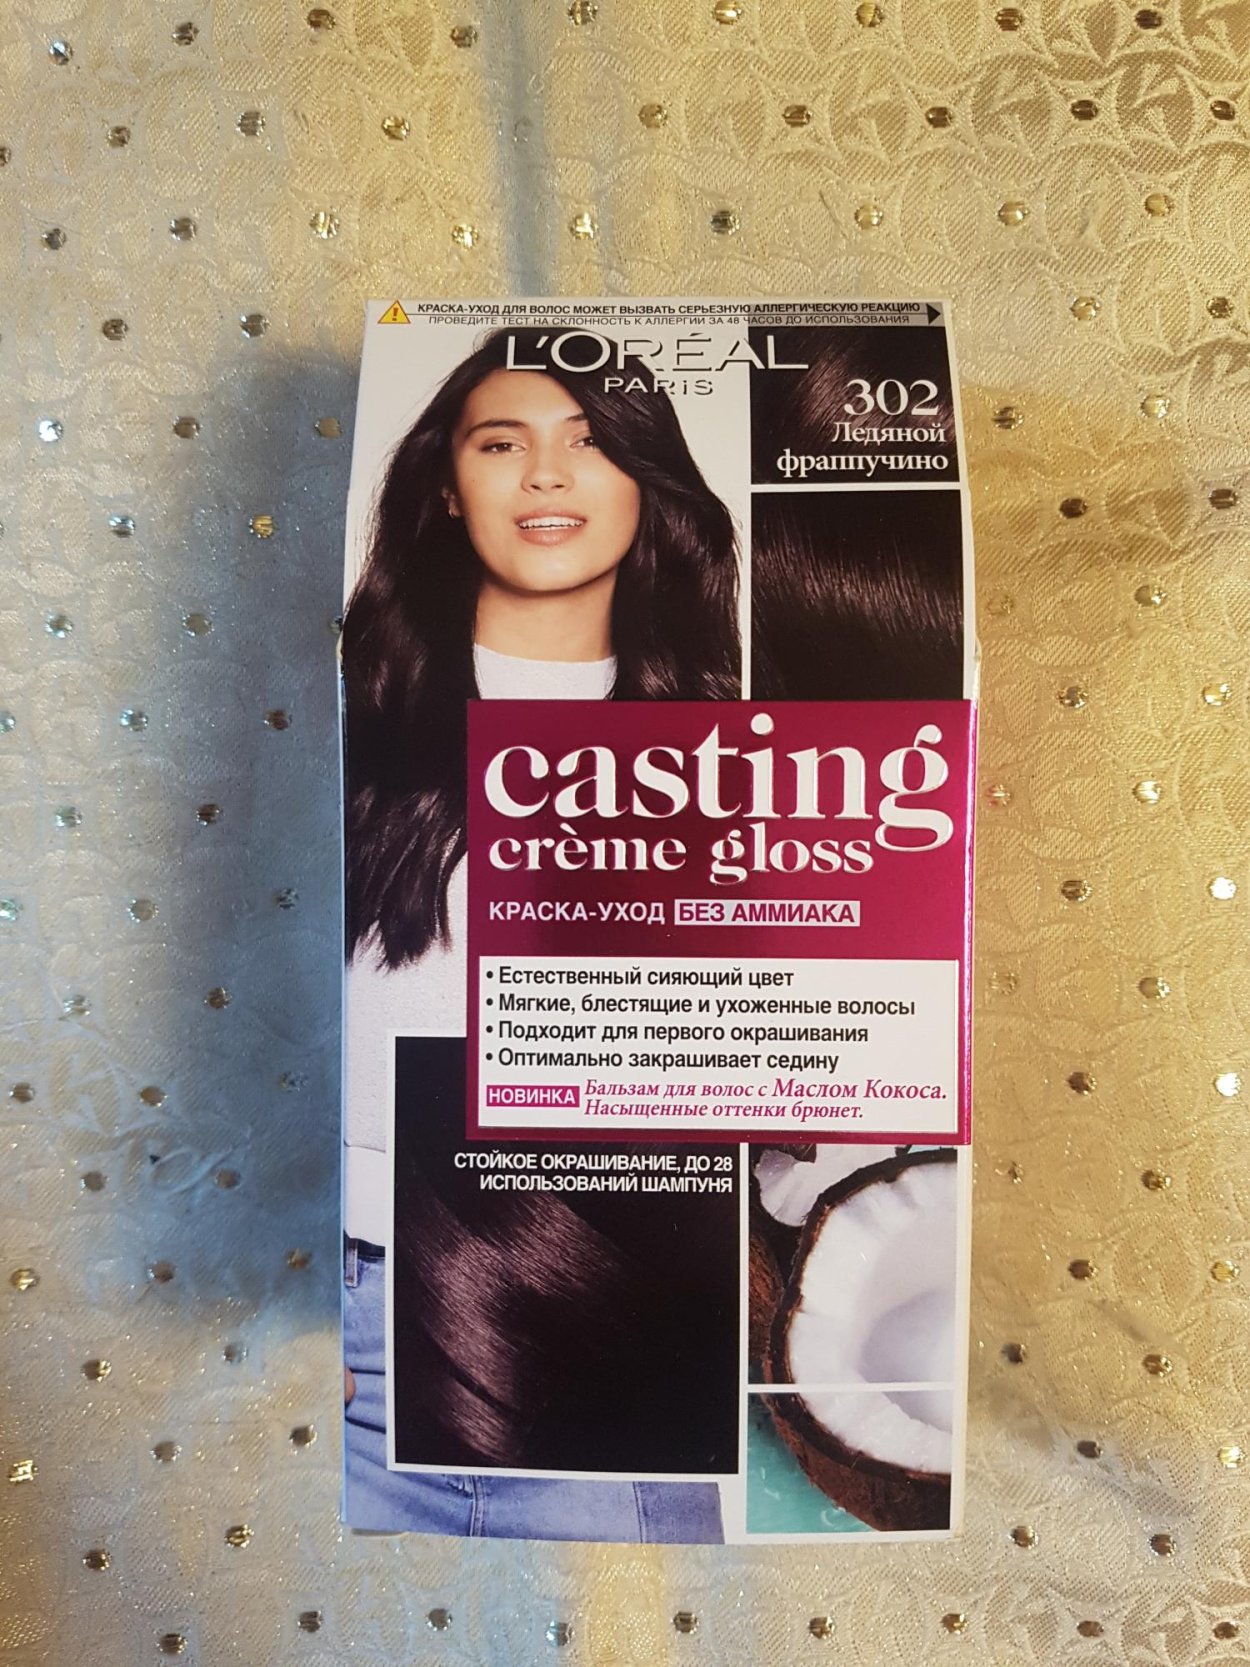 КРАСКА-УХОД ДЛЯ ВОЛОС МОЖЕТ ВЫЗВАТЬ СЕРЬЕЗНУЮ АЛЛЕРГИЧЕСКУЮ РЕАКЦИЮ
ПРОВЕДИТЕ ТЕСТ НА СКЛОННОСТЬ К АЛЛЕРГИИ ЗА 48 ЧАСОВ ДО ИСПОЛЬЗОВАНИЯ
L'ORÉAL
PARiS
302
Ледяной
фраппучино
casting
crème gloss
КРАСКА-УХОД БЕЗ АММИАКА
• Естественный сияющий цвет
• Мягкие, блестящие и ухоженные волосы
• Подходит для первого окрашивания
• Оптимально закрашивает седину
НОВИНКА Бальзам для волос с Маслом Кокоса.
Насыщенные оттенки брюнет.
СТОЙКОЕ ОКРАШИВАНИЕ, ДО 28
ИСПОЛЬЗОВАНИЙ ШАМПУНЯ